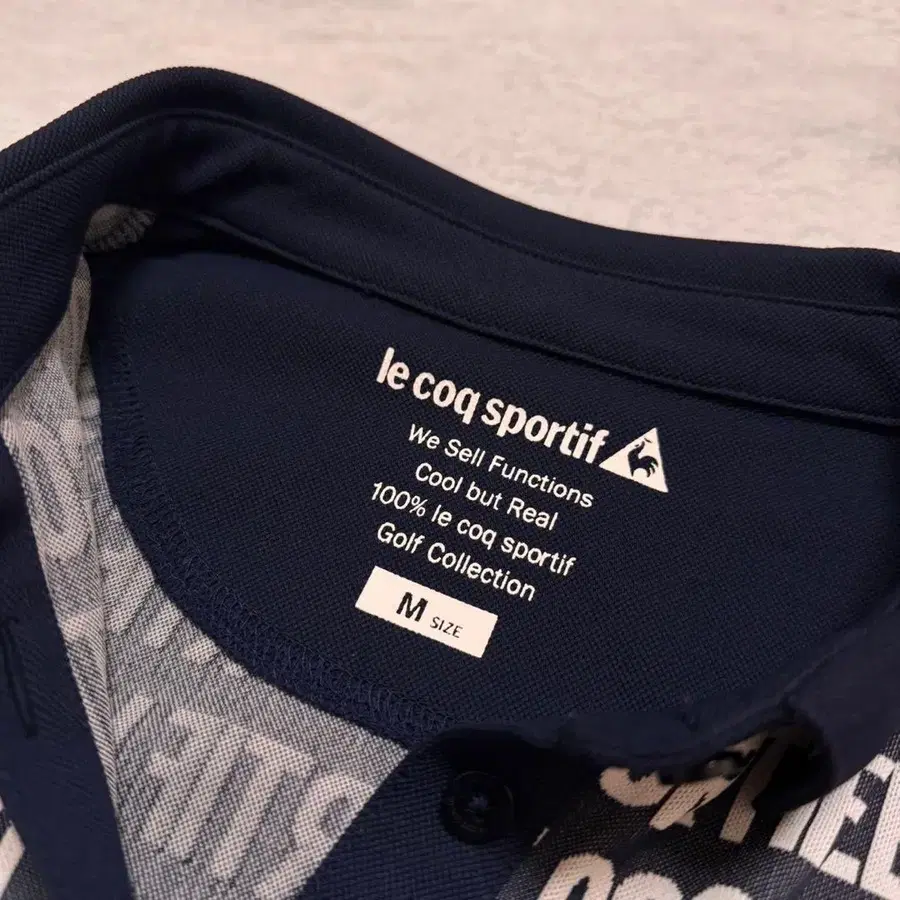 le coq sportif
We Sell Functions
Cool but Real
100% le coq sportif
Golf Collection
M SIZE